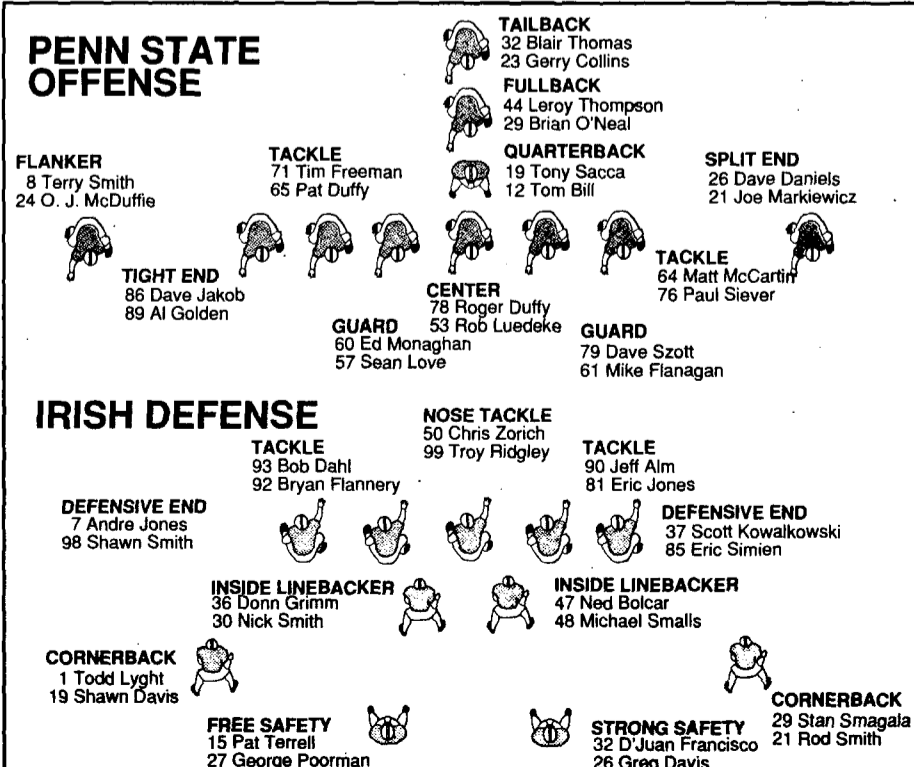 PENN STATE
OFFENSE
TAILBACK
32 Blair Thomas
23 Gerry Collins
FULLBACK
44 Leroy Thompson
29 Brian O'Neal
QUARTERBACK
19 Tony Sacca
12 Tom Bill
FLANKER
8 Terry Smith
24 O. J. McDuffie
TACKLE
71 Tim Freeman
65 Pat Duffy
SPLIT END
26 Dave Daniels
21 Joe Markiewicz
TIGHT END
86 Dave Jakob
89 Al Golden
CENTER
78 Roger Duffy
53 Rob Luedeke
TACKLE
64 Matt McCartin
76 Paul Siever
GUARD
60 Ed Monaghan
57 Sean Love
GUARD
79 Dave Szott
61 Mike Flanagan
IRISH DEFENSE
NOSE TACKLE
50 Chris Zorich
99 Troy Ridgley
TACKLE
93 Bob Dahl
92 Bryan Flannery
TACKLE
90 Jeff Alm
81 Eric Jones
DEFENSIVE END
7 Andre Jones
98 Shawn Smith
DEFENSIVE END
37 Scott Kowalkowski
85 Eric Simien
INSIDE LINEBACKER
36 Donn Grimm
30 Nick Smith
INSIDE LINEBACKER
47 Ned Bolcar
48 Michael Smalls
CORNERBACK
1 Todd Lyght
19 Shawn Davis
CORNERBACK
29 Stan Smagala
21 Rod Smith
FREE SAFETY
15 Pat Terrell
27 George Poorman
STRONG SAFETY
32 D'Juan Francisco
26 Greg Davis